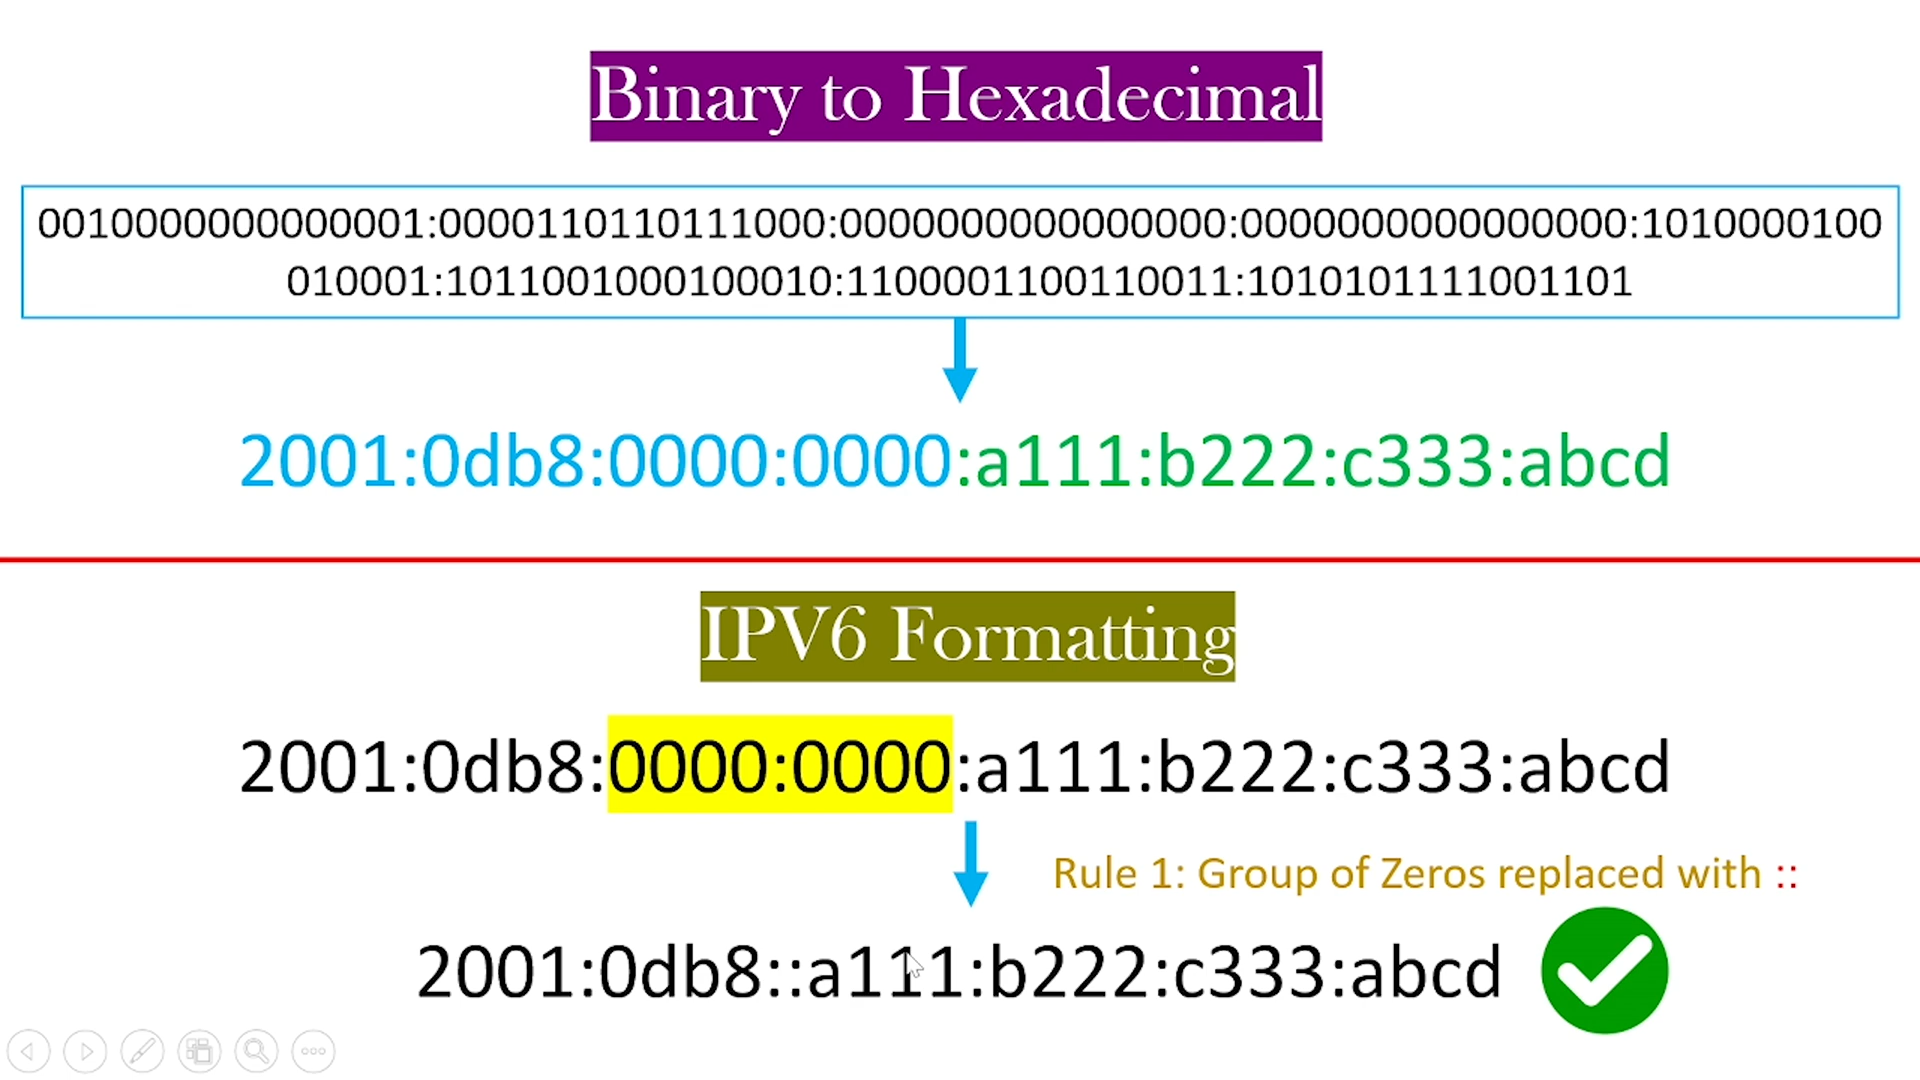 Binary to Hexadecimal
0010000000000001:0000110110111000:0000000000000000:0000000000000000:1010000100
010001:1011001000100010:1100001100110011:1010101111001101
2001:0db8:0000:0000:a111:b222:c333:abcd
IPV6 Formatting
2001:0db8:0000:0000:a111:b222:c333:abcd
Rule 1: Group of Zeros replaced with ::
2001:0db8::a111:b222:c333:abcd